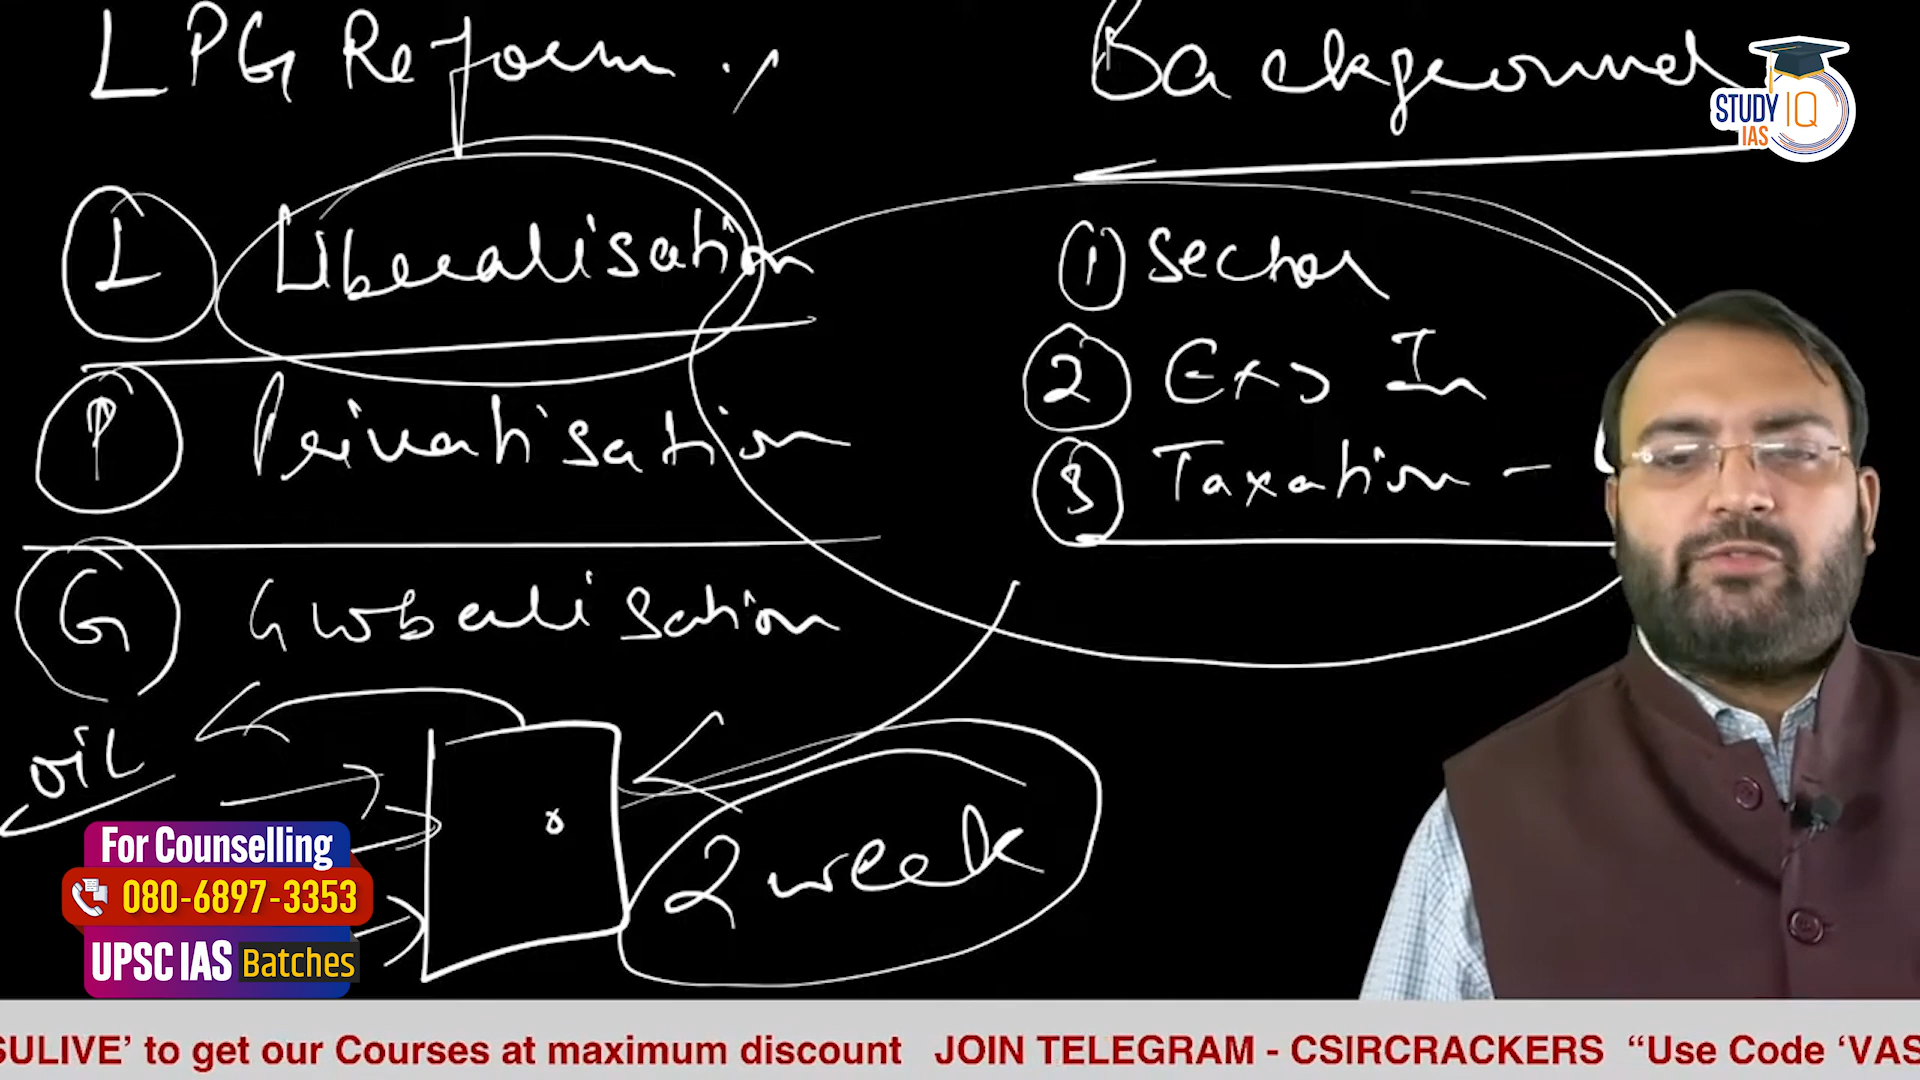 LPG Reform
Background
STUDY IQ
IAS
L Liberalisation
P Privatisation
G Globalisation
1 Sector
2 Exp Im
3 Taxation -
oil
2 week
For Counselling
080-6897-3353
UPSC IAS Batches
SULIVE’ to get our Courses at maximum discount JOIN TELEGRAM - CSIRCRACKERS “Use Code ‘VAS